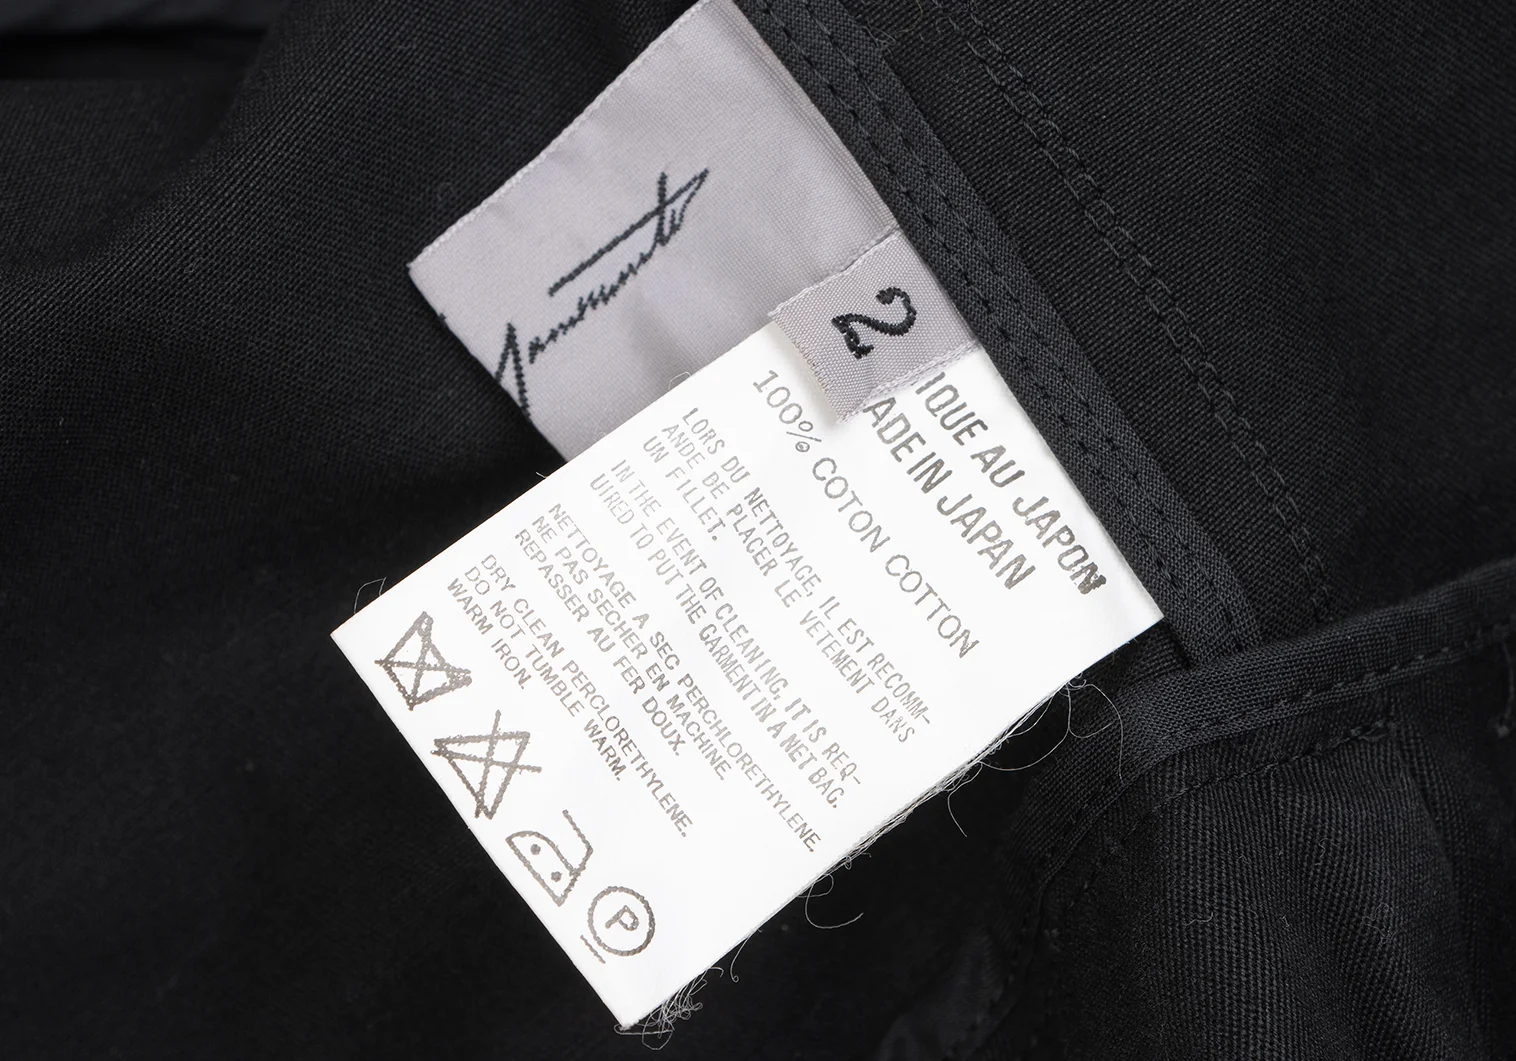 2
IQUE AU JAPON
ADE IN JAPAN
100% COTON COTTON
LORS DU NETTOYAGE, IL EST RECOMM-
ANDE DE PLACER LE VETEMENT DANS
UN FILLET.
IN THE EVENT OF CLEANING, IT IS REQ-
UIRED TO PUT THE GARMENT IN A NET BAG.
NETTOYAGE A SEC PERCHLORETHYLENE.
NE PAS SECHER EN MACHINE.
REPASSER AU FER DOUX.
DRY CLEAN PERCLORETHYLENE.
DO NOT TUMBLE WARM.
WARM IRON.
P